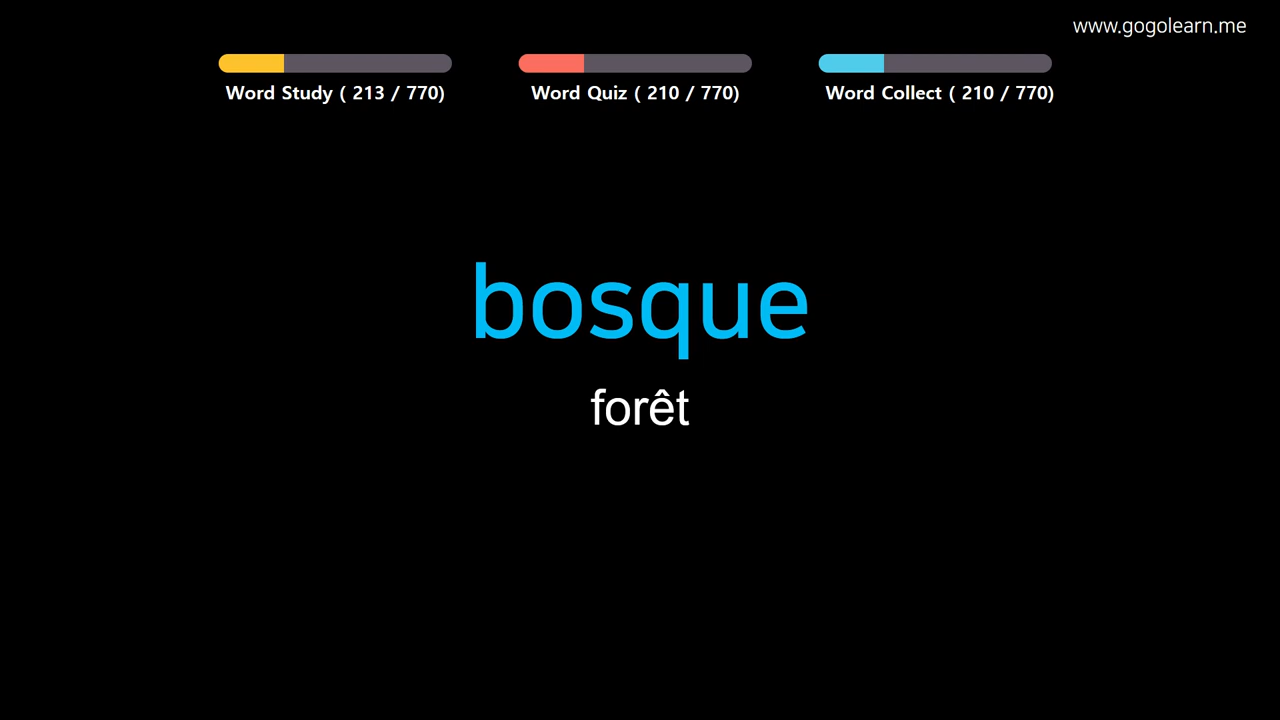 www.gogolearn.me
Word Study ( 213 / 770)
Word Quiz ( 210 / 770)
Word Collect ( 210 / 770)
bosque
forêt